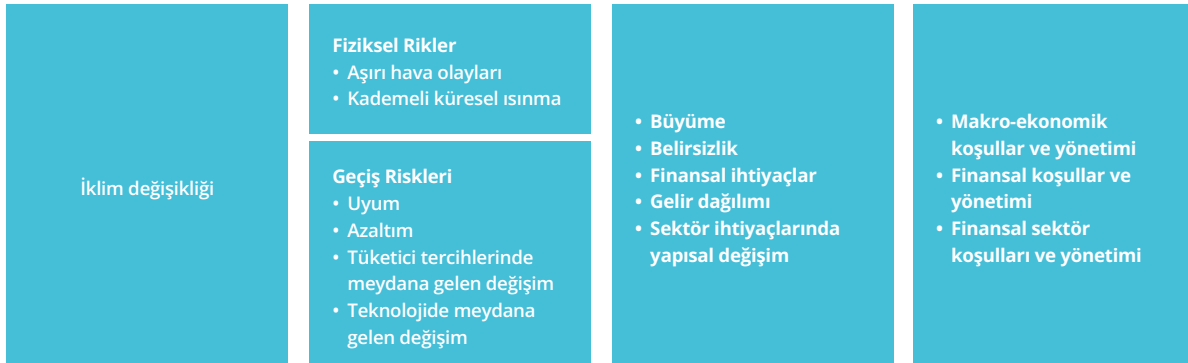 İklim değişikliği
Fiziksel Rikler
• Aşırı hava olayları
• Kademeli küresel ısınma
Geçiş Riskleri
• Uyum
• Azaltım
• Tüketici tercihlerinde
meydana gelen değişim
• Teknolojide meydana
gelen değişim
• Büyüme
• Belirsizlik
• Finansal ihtiyaçlar
• Gelir dağılımı
• Sektör ihtiyaçlarında
yapısal değişim
• Makro-ekonomik
koşullar ve yönetimi
• Finansal koşullar ve
yönetimi
• Finansal sektör
koşulları ve yönetimi